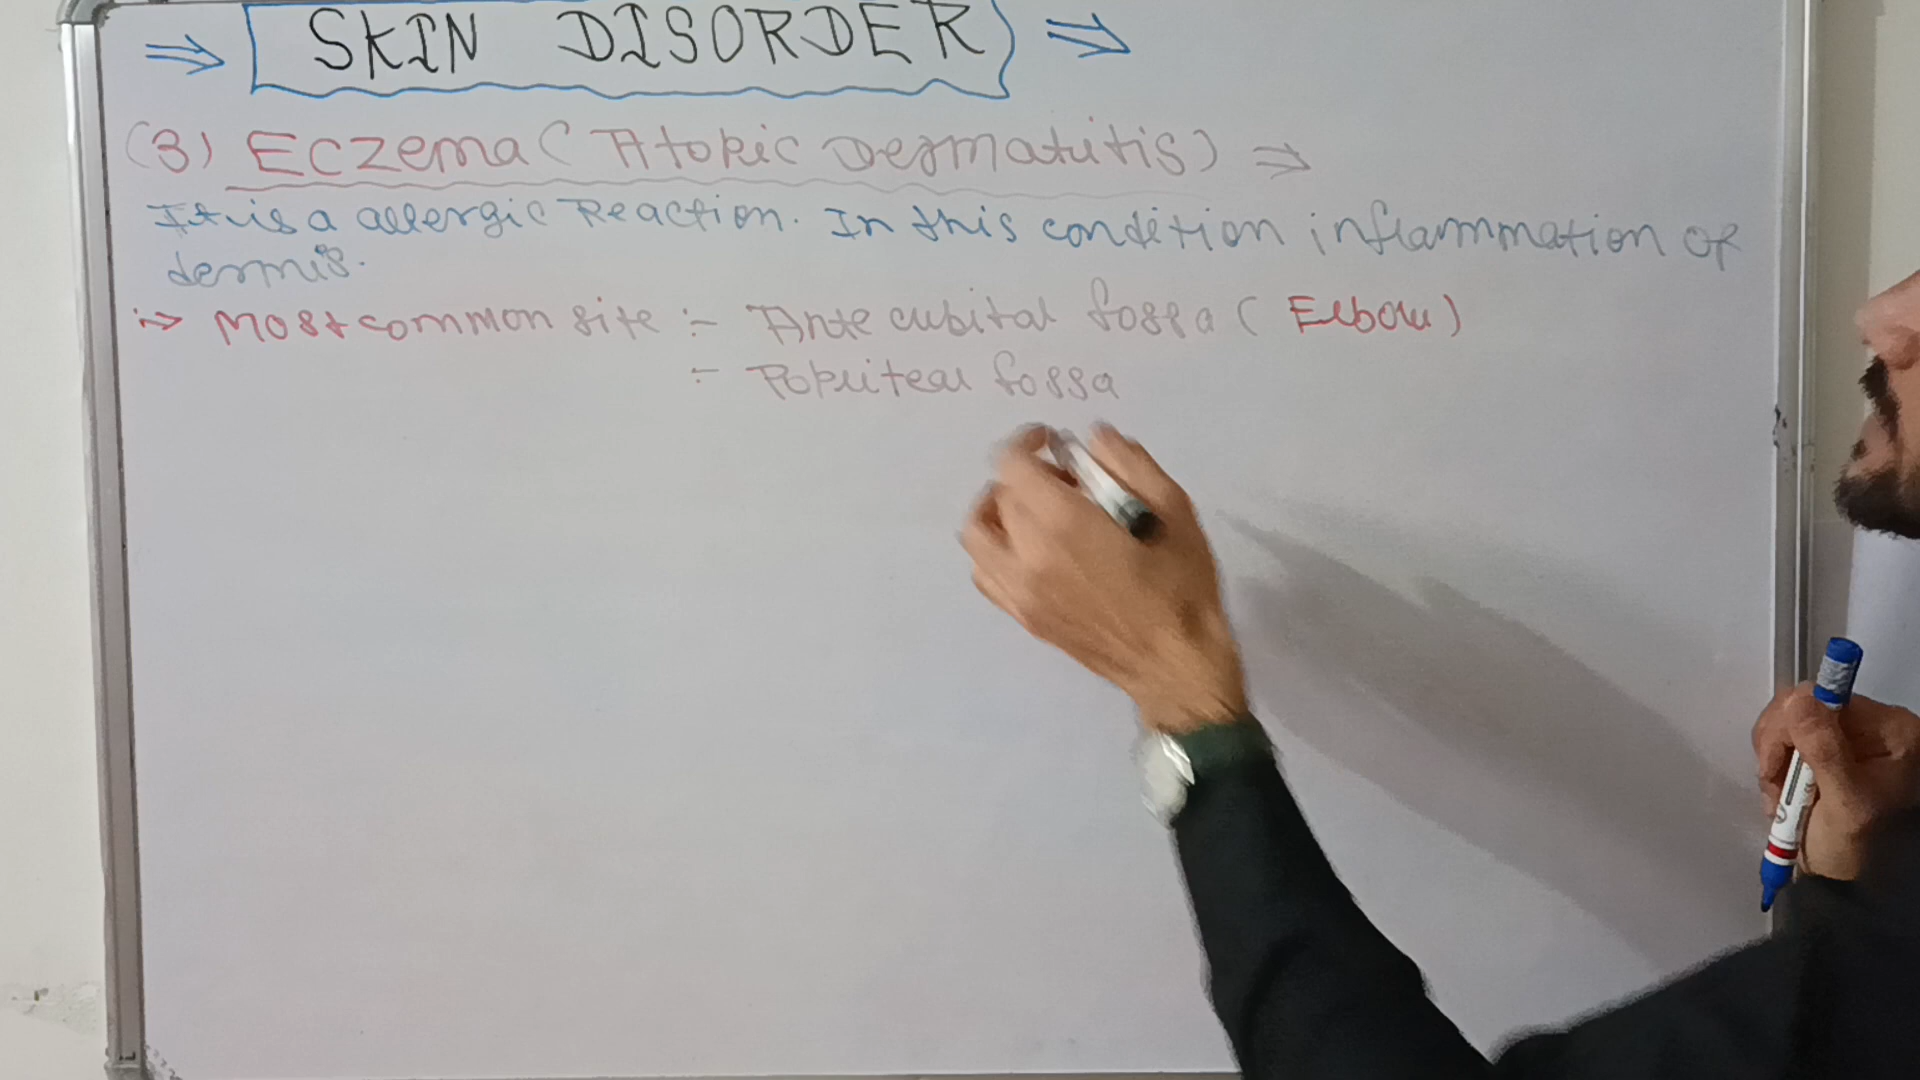 ⇒ SKIN DISORDER ⇒
(3) Eczema ( Atopic Dermatitis ) ⇒
It is a allergic Reaction. In this condition inflammation of
dermis.
:→ Most common site :- Ante cubital fossa ( Elbow )
:- Popliteal fossa